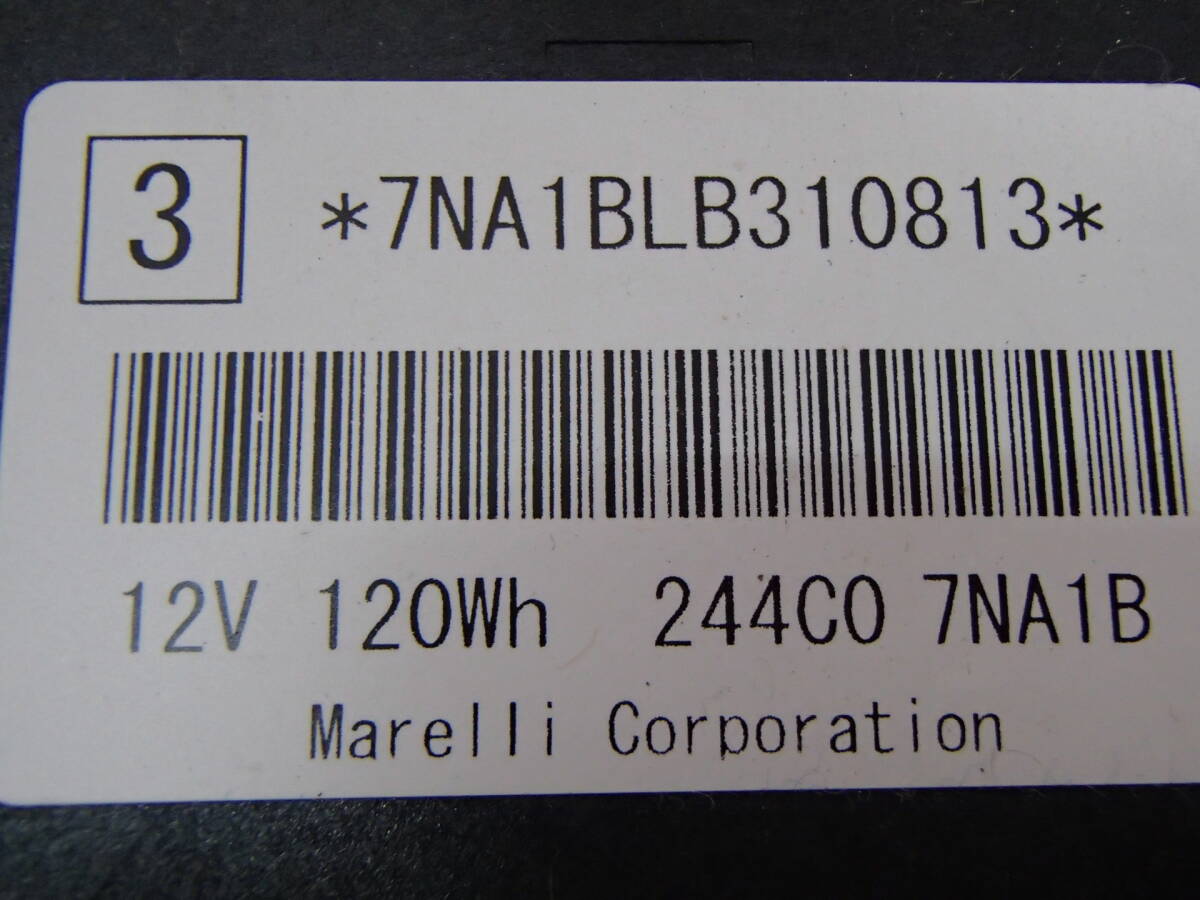 3 *7NA1BLB310813*
12V 120Wh 244C0 7NA1B
Marelli Corporation